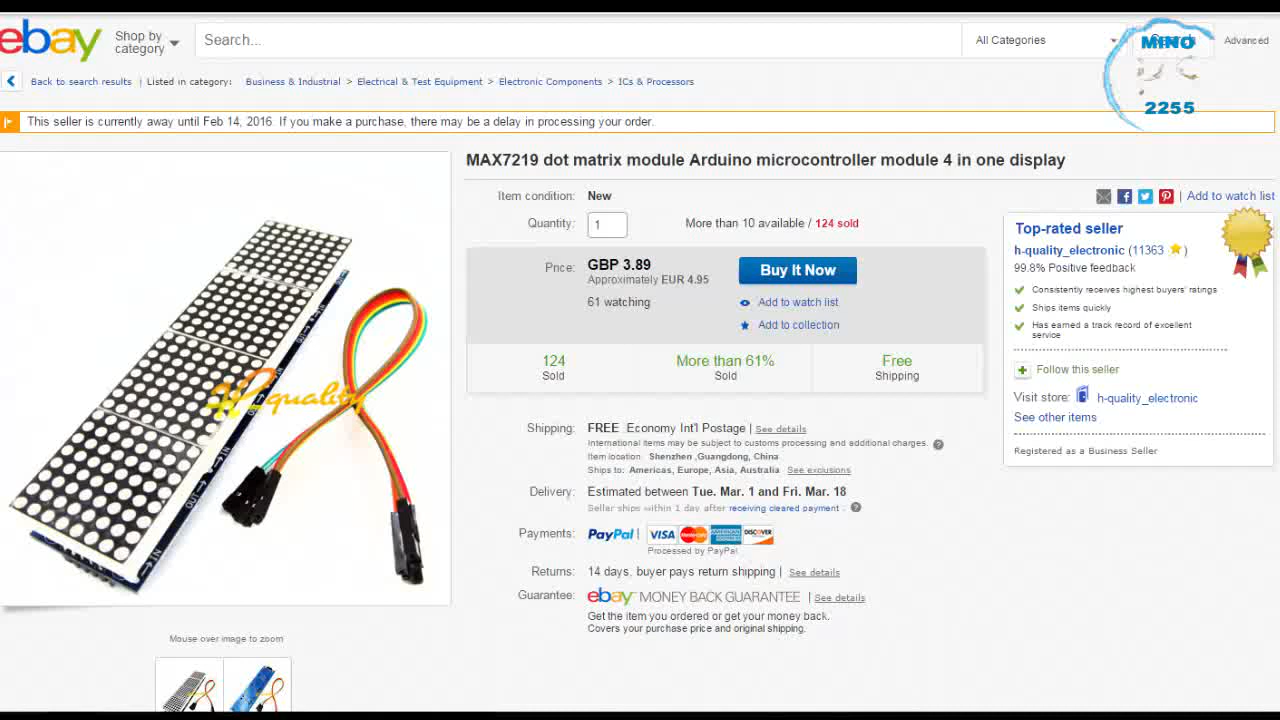 ebay
Shop by category
Search...
All Categories
Advanced
MINO
2255
Back to search results | Listed in category: Business & Industrial > Electrical & Test Equipment > Electronic Components > ICs & Processors
This seller is currently away until Feb 14, 2016. If you make a purchase, there may be a delay in processing your order.
MAX7219 dot matrix module Arduino microcontroller module 4 in one display
Item condition: New
Quantity: 1 More than 10 available / 124 sold
Price: GBP 3.89
Approximately EUR 4.95
Buy It Now
61 watching
Add to watch list
Add to collection
124 Sold
More than 61% Sold
Free Shipping
Shipping: FREE Economy Int'l Postage | See details
International items may be subject to customs processing and additional charges.
Item location: Shenzhen ,Guangdong, China
Ships to: Americas, Europe, Asia, Australia See exclusions
Delivery: Estimated between Tue. Mar. 1 and Fri. Mar. 18
Seller ships within 1 day after receiving cleared payment .
Payments: PayPal | VISA MasterCard AMERICAN EXPRESS DISCOVER
Processed by PayPal
Returns: 14 days, buyer pays return shipping | See details
Guarantee: ebay MONEY BACK GUARANTEE | See details
Get the item you ordered or get your money back.
Covers your purchase price and original shipping.
| Add to watch list
Top-rated seller
h-quality_electronic (11363 )
99.8% Positive feedback
Consistently receives highest buyers' ratings
Ships items quickly
Has earned a track record of excellent
service
Follow this seller
Visit store: h-quality_electronic
See other items
Registered as a Business Seller
quality
IN
OUT
IN
Mouse over image to zoom